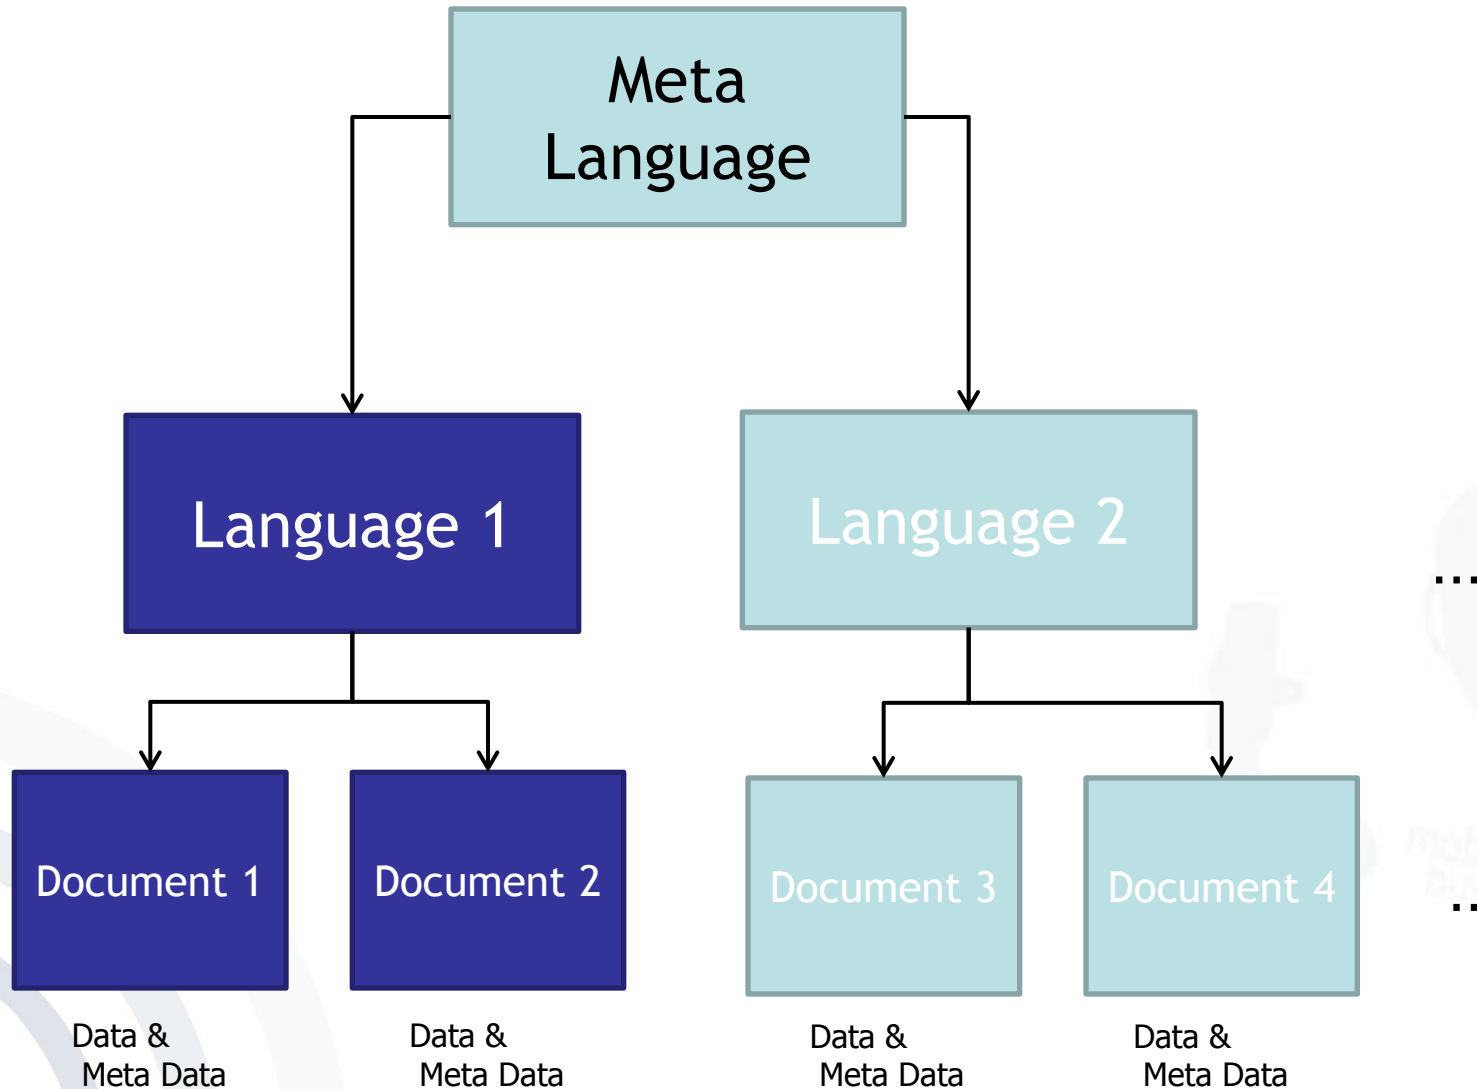 Meta
Language
Language 1
Language 2
...
Document 1
Document 2
Document 3
Document 4
..
Data &
Meta Data
Data &
Meta Data
Data &
Meta Data
Data &
Meta Data